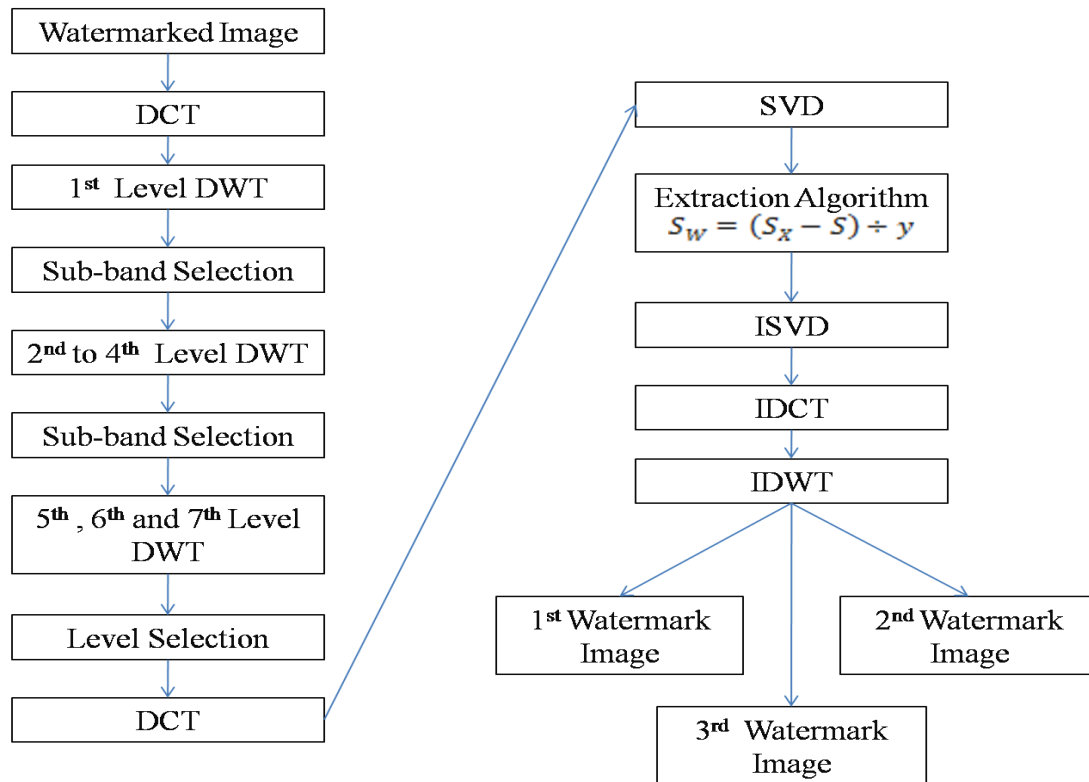 Watermarked Image
DCT
1st Level DWT
Sub-band Selection
2nd to 4th Level DWT
Sub-band Selection
5th , 6th and 7th Level
DWT
Level Selection
DCT
SVD
Extraction Algorithm
S_W = (S_X − S) ÷ y
ISVD
IDCT
IDWT
1st Watermark
Image
2nd Watermark
Image
3rd Watermark
Image